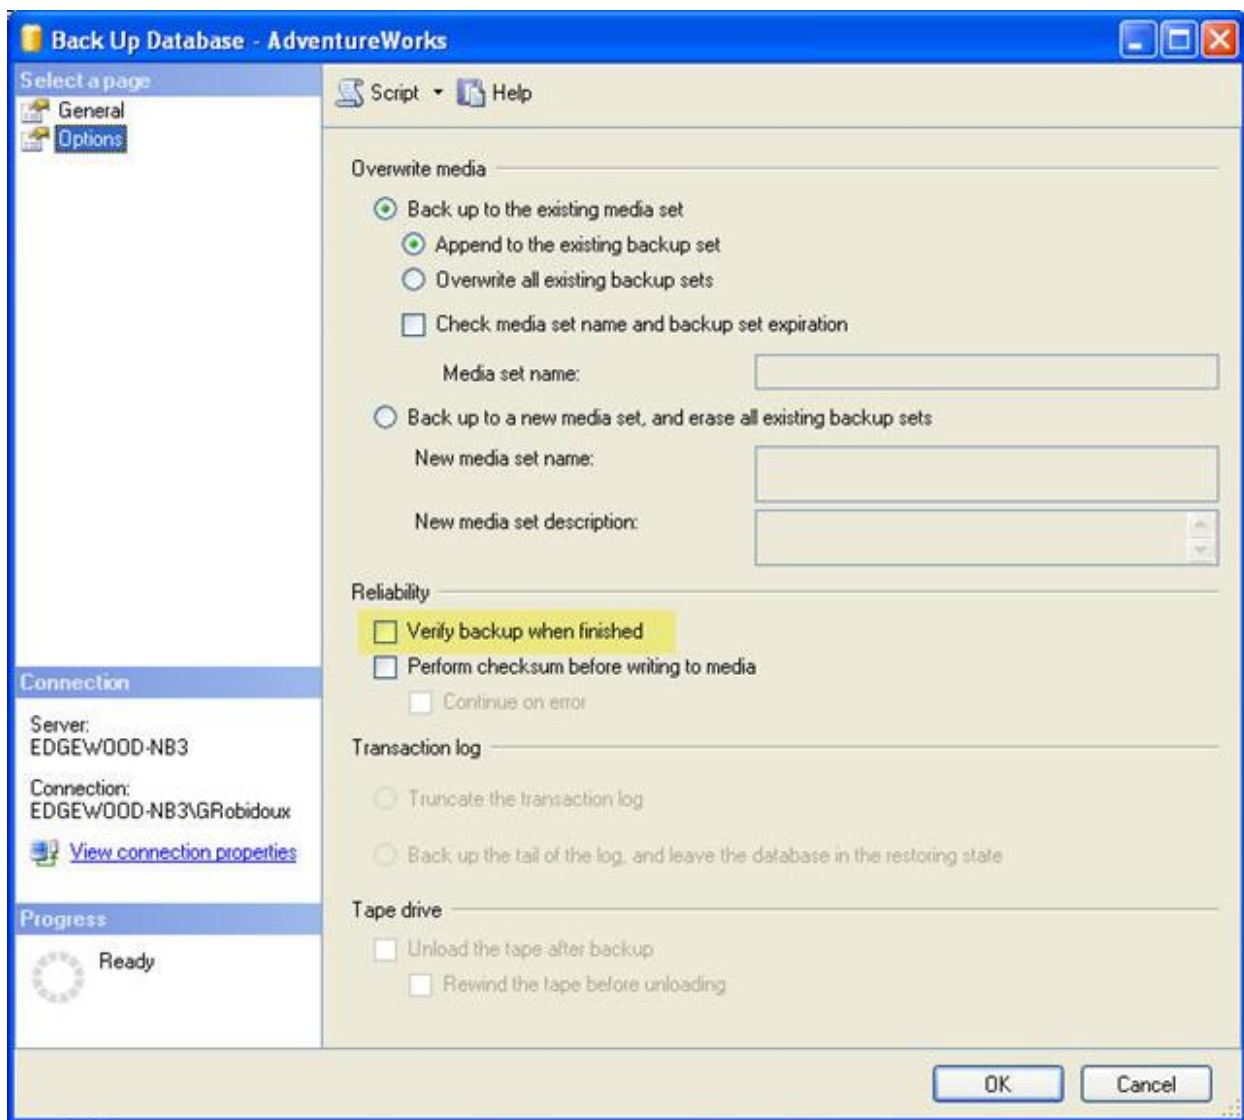 Back Up Database - AdventureWorks
Select a page
General
Options
Script
Help
Overwrite media
Back up to the existing media set
Append to the existing backup set
Overwrite all existing backup sets
Check media set name and backup set expiration
Media set name:
Back up to a new media set, and erase all existing backup sets
New media set name:
New media set description:
Reliability
Verify backup when finished
Perform checksum before writing to media
Continue on error
Transaction log
Truncate the transaction log
Back up the tail of the log, and leave the database in the restoring state
Tape drive
Unload the tape after backup
Rewind the tape before unloading
Connection
Server:
EDGEWOOD-NB3
Connection:
EDGEWOOD-NB3\GRobidoux
View connection properties
Progress
Ready
OK
Cancel